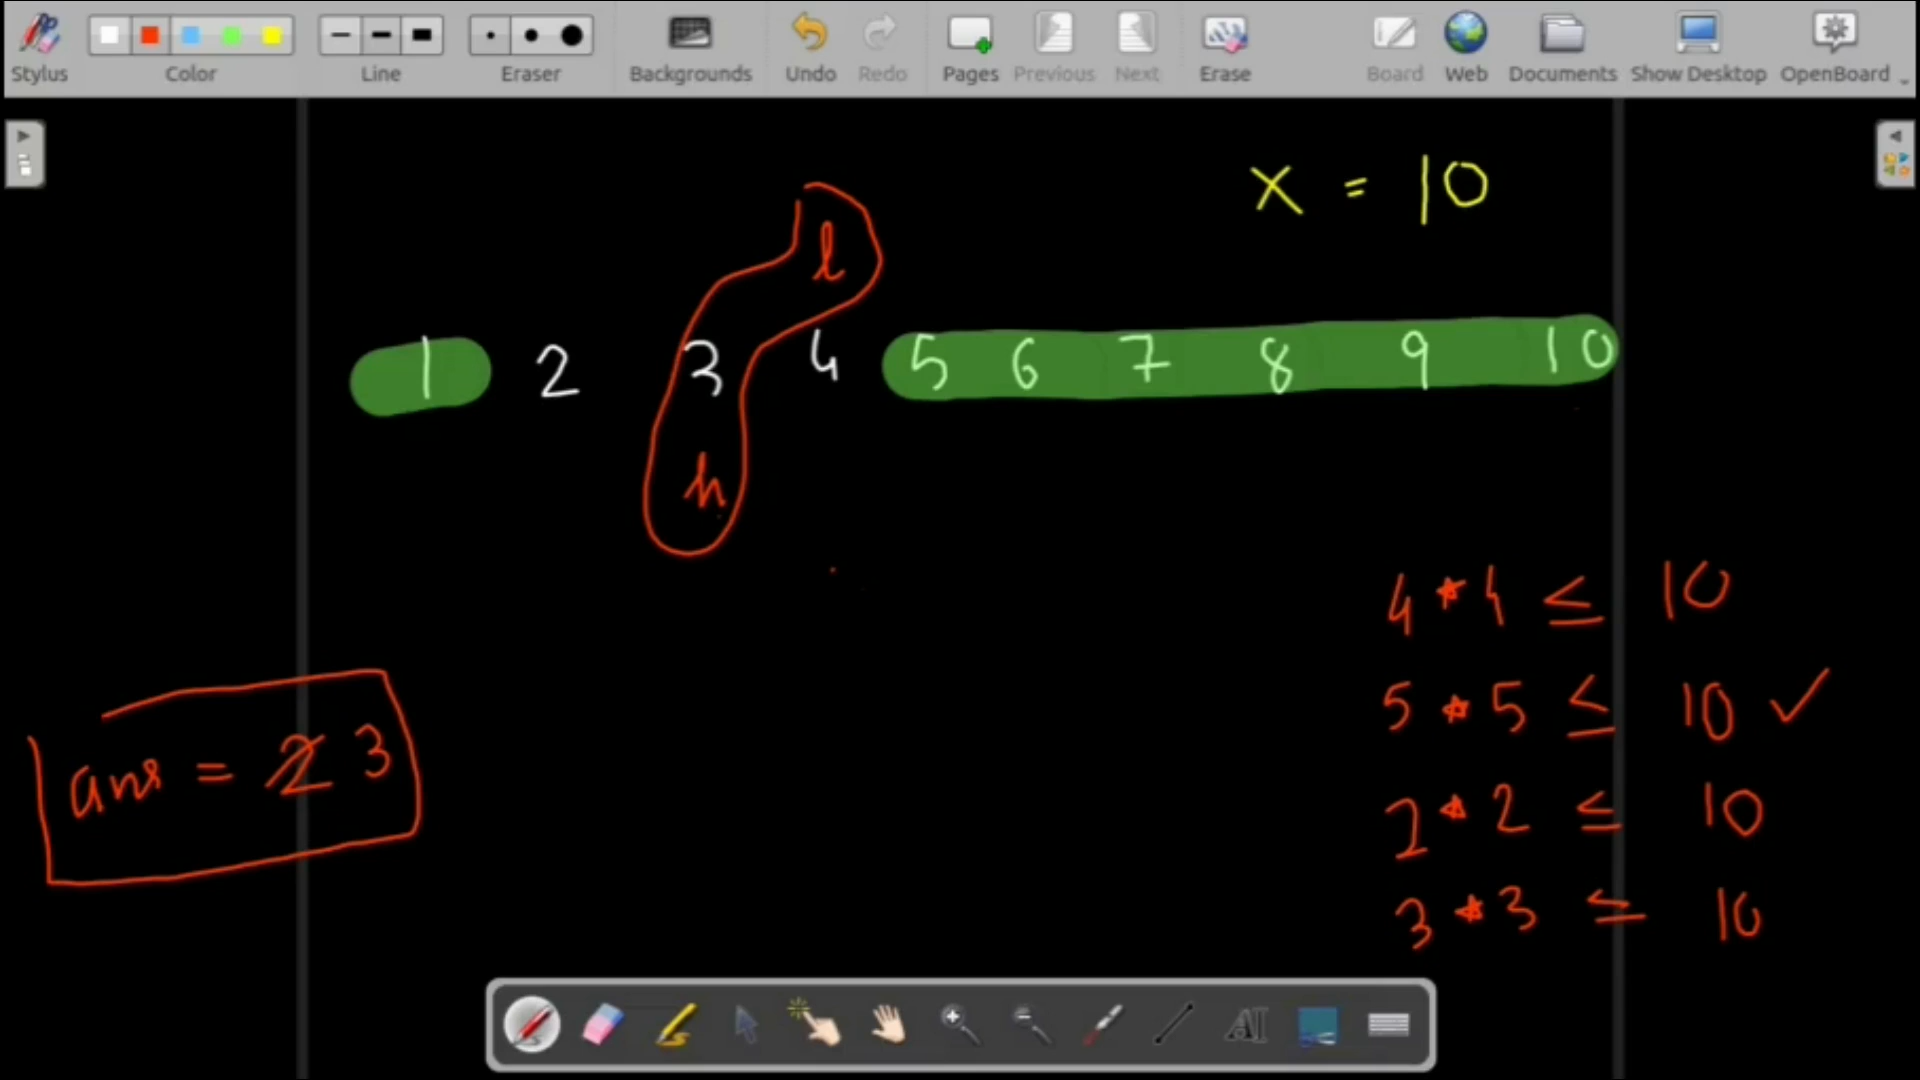 Stylus Color Line Eraser Backgrounds Undo Redo Pages Previous Next Erase Board Web Documents Show Desktop OpenBoard
x = 10
l
1 2 3 4 5 6 7 8 9 10
h
4 * 4 ≤ 10
5 * 5 ≤ 10 ✓
ans = 2 3
2 * 2 ≤ 10
3 * 3 ≤ 10
AI